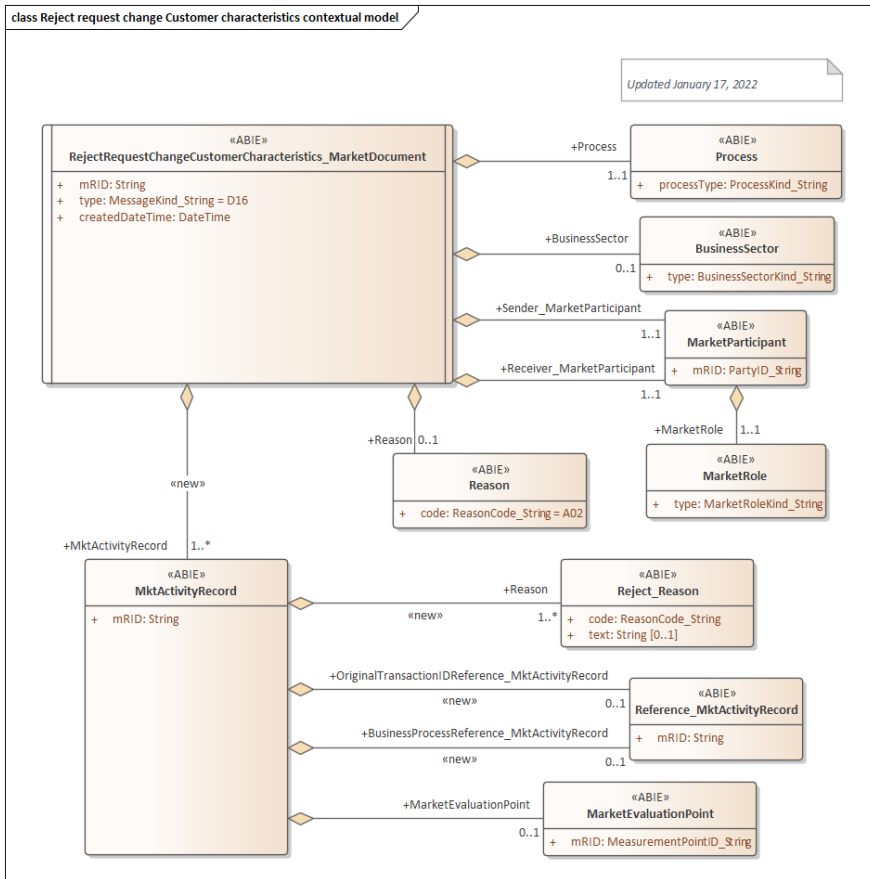 class Reject request change Customer characteristics contextual model
Updated January 17, 2022
«ABIE»
RejectRequestChangeCustomerCharacteristics_MarketDocument
+ mRID: String
+ type: MessageKind_String = D16
+ createdDateTime: DateTime
+Process
1..1
«ABIE»
Process
+ processType: ProcessKind_String
+BusinessSector
0..1
«ABIE»
BusinessSector
+ type: BusinessSectorKind_String
+Sender_MarketParticipant
1..1
+Receiver_MarketParticipant
1..1
«ABIE»
MarketParticipant
+ mRID: PartyID_String
+MarketRole 1..1
«ABIE»
MarketRole
+ type: MarketRoleKind_String
+Reason 0..1
«ABIE»
Reason
+ code: ReasonCode_String = A02
«new»
+MktActivityRecord 1..*
«ABIE»
MktActivityRecord
+ mRID: String
+Reason
«new»
1..*
«ABIE»
Reject_Reason
+ code: ReasonCode_String
+ text: String [0..1]
+OriginalTransactionIDReference_MktActivityRecord
«new»
0..1
+BusinessProcessReference_MktActivityRecord
«new»
0..1
«ABIE»
Reference_MktActivityRecord
+ mRID: String
+MarketEvaluationPoint
0..1
«ABIE»
MarketEvaluationPoint
+ mRID: MeasurementPointID_String